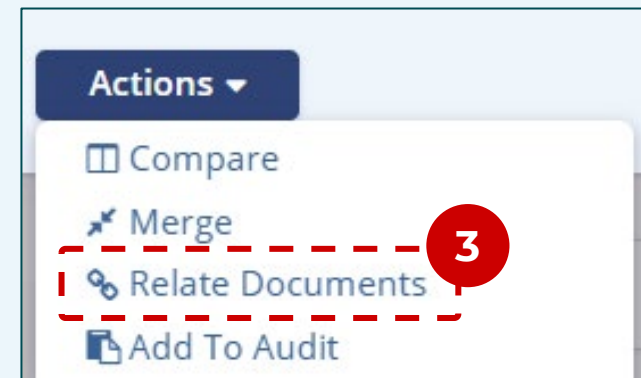 Actions
Compare
Merge
3
Relate Documents
Add To Audit